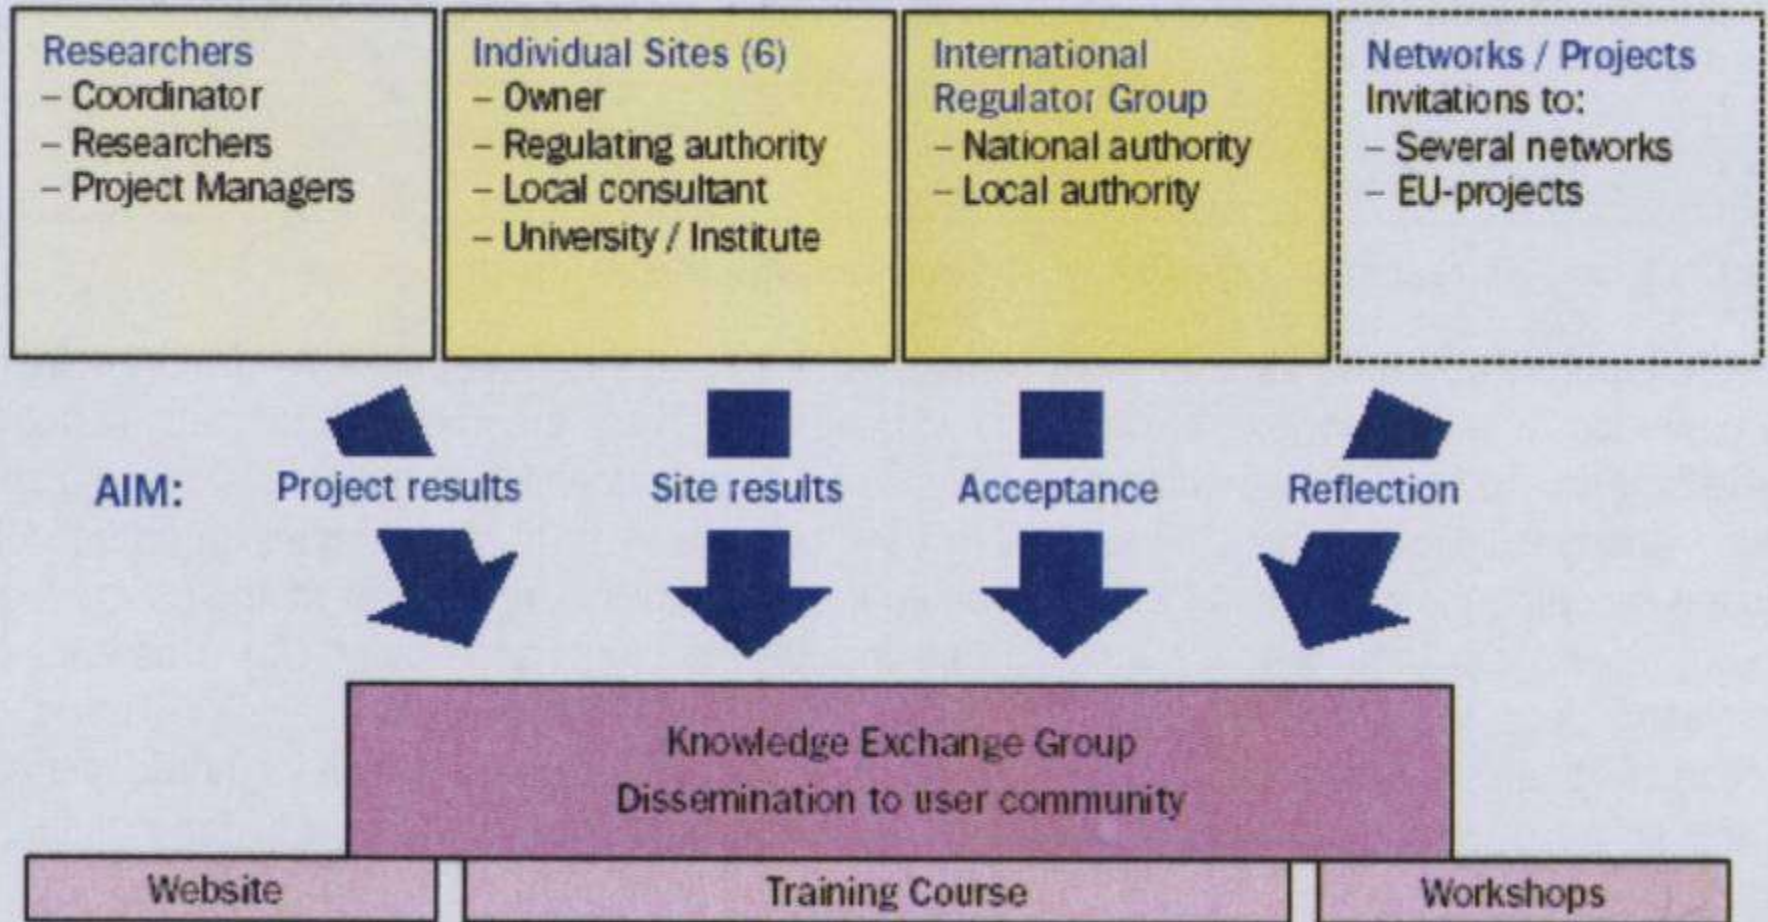 Researchers
– Coordinator
– Researchers
– Project Managers
Individual Sites (6)
– Owner
– Regulating authority
– Local consultant
– University / Institute
International
Regulator Group
– National authority
– Local authority
Networks / Projects
Invitations to:
– Several networks
– EU-projects
AIM:
Project results
Site results
Acceptance
Reflection
Knowledge Exchange Group
Dissemination to user community
Website
Training Course
Workshops